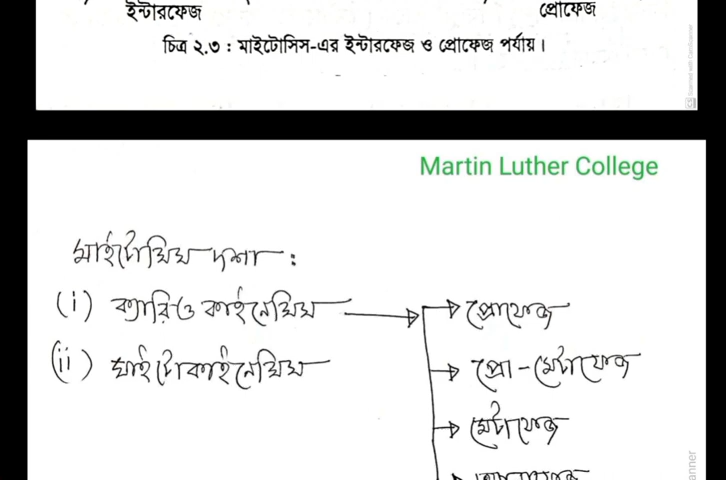 ইন্টারফেজ প্রোফেজ
চিত্র ২.৩ : মাইটোসিস-এর ইন্টারফেজ ও প্রোফেজ পর্যায়।
Martin Luther College
মাইটোসিস দশা :
(i) ক্যারিওকাইনেসিস → → প্রোফেজ
(ii) সাইটোকাইনেসিস → প্রো-মেটাফেজ
→ মেটাফেজ